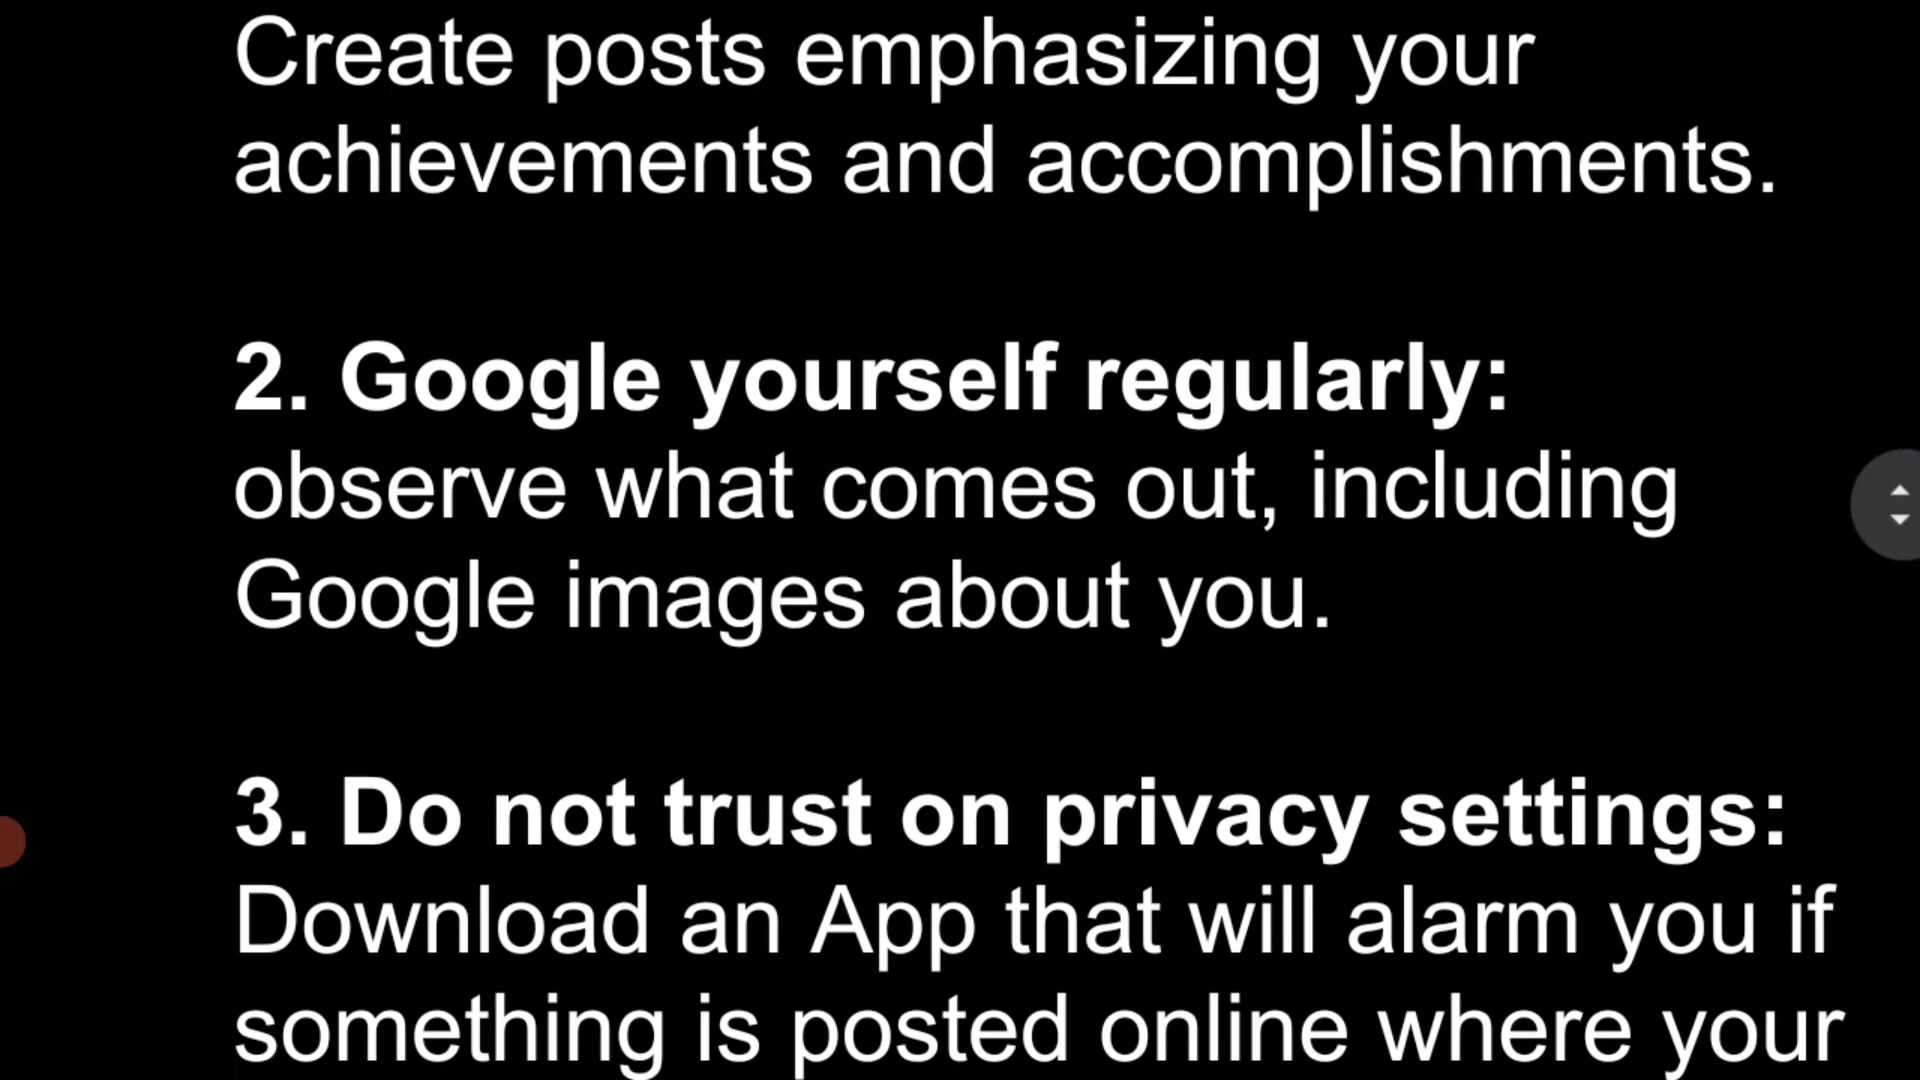 Create posts emphasizing your
achievements and accomplishments.
2. Google yourself regularly:
observe what comes out, including
Google images about you.
3. Do not trust on privacy settings:
Download an App that will alarm you if
something is posted online where your